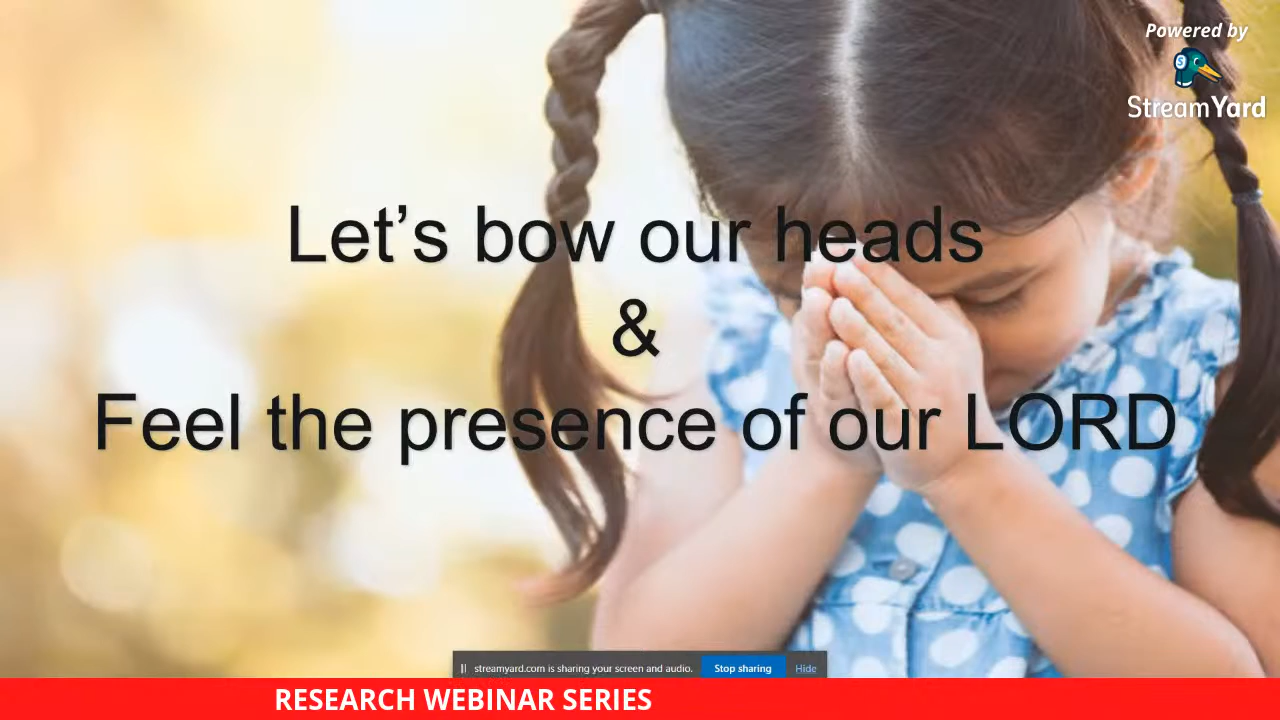 Powered by
StreamYard
Let’s bow our heads
&
Feel the presence of our LORD
streamyard.com is sharing your screen and audio. Stop sharing Hide
RESEARCH WEBINAR SERIES